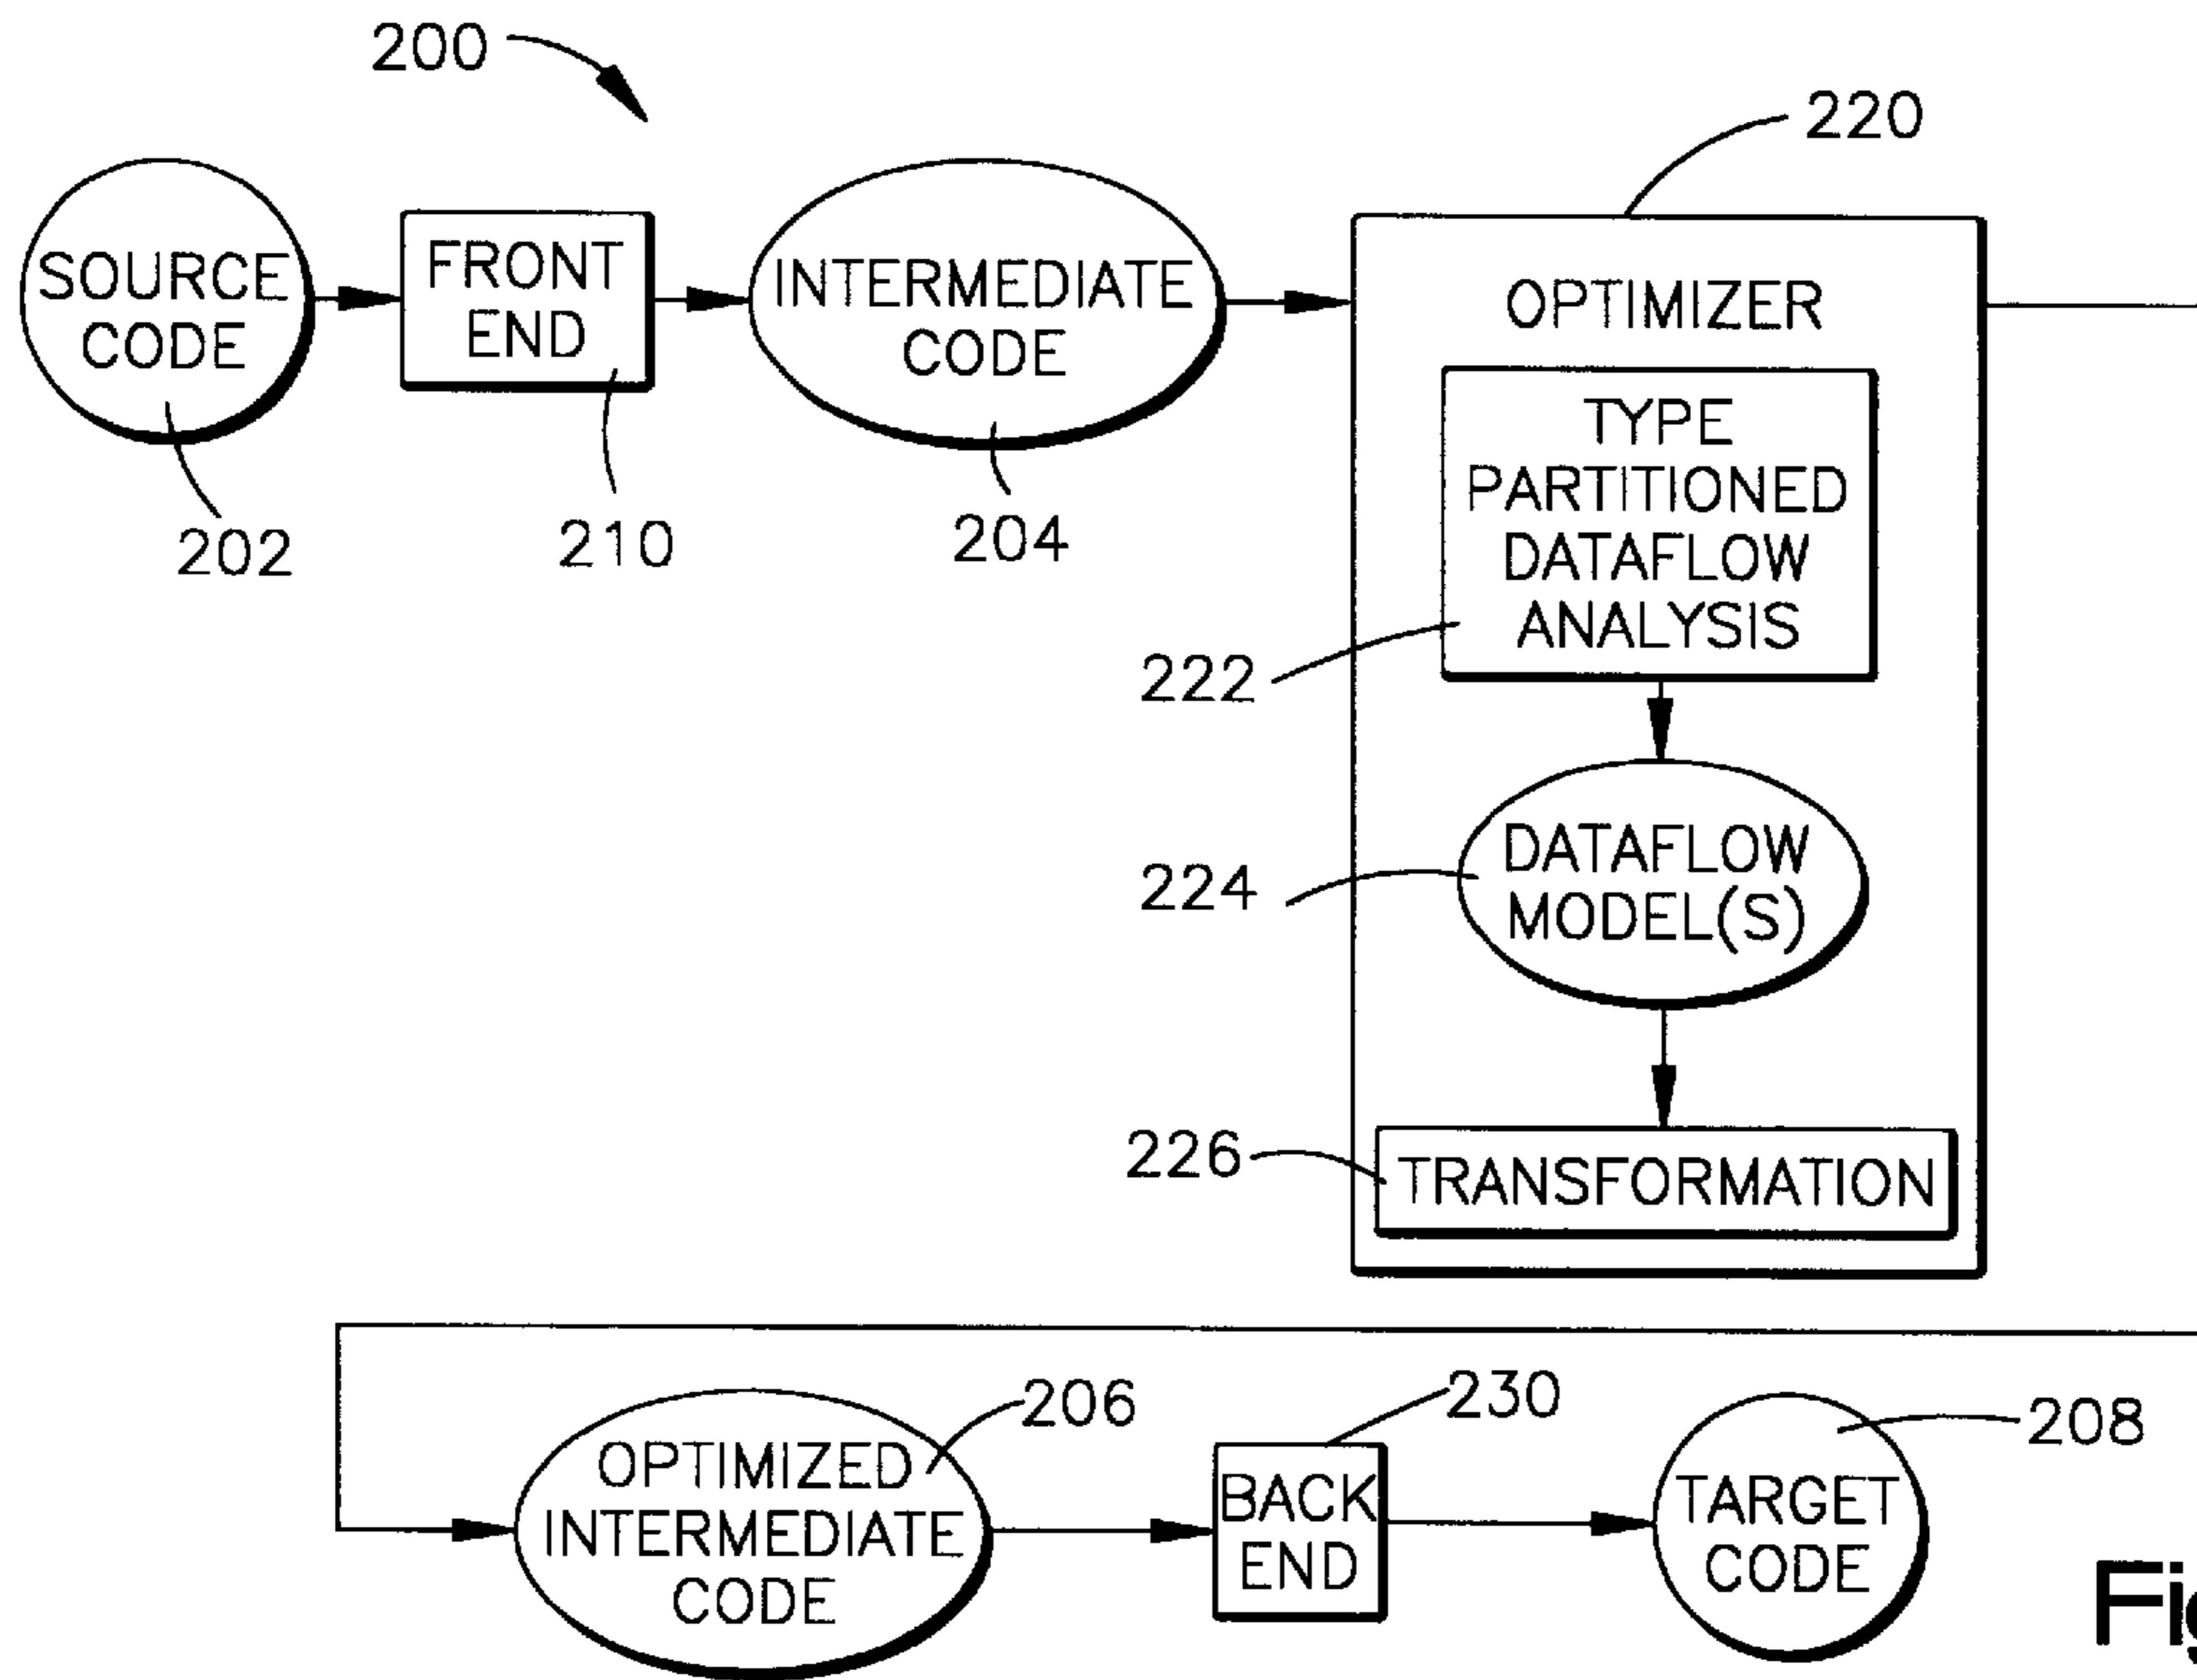 200
220
SOURCE
CODE
FRONT
END
INTERMEDIATE
CODE
OPTIMIZER
202
210
204
TYPE
PARTITIONED
DATAFLOW
ANALYSIS
222
DATAFLOW
MODEL(S)
224
226
TRANSFORMATION
206
230
208
OPTIMIZED
INTERMEDIATE
CODE
BACK
END
TARGET
CODE